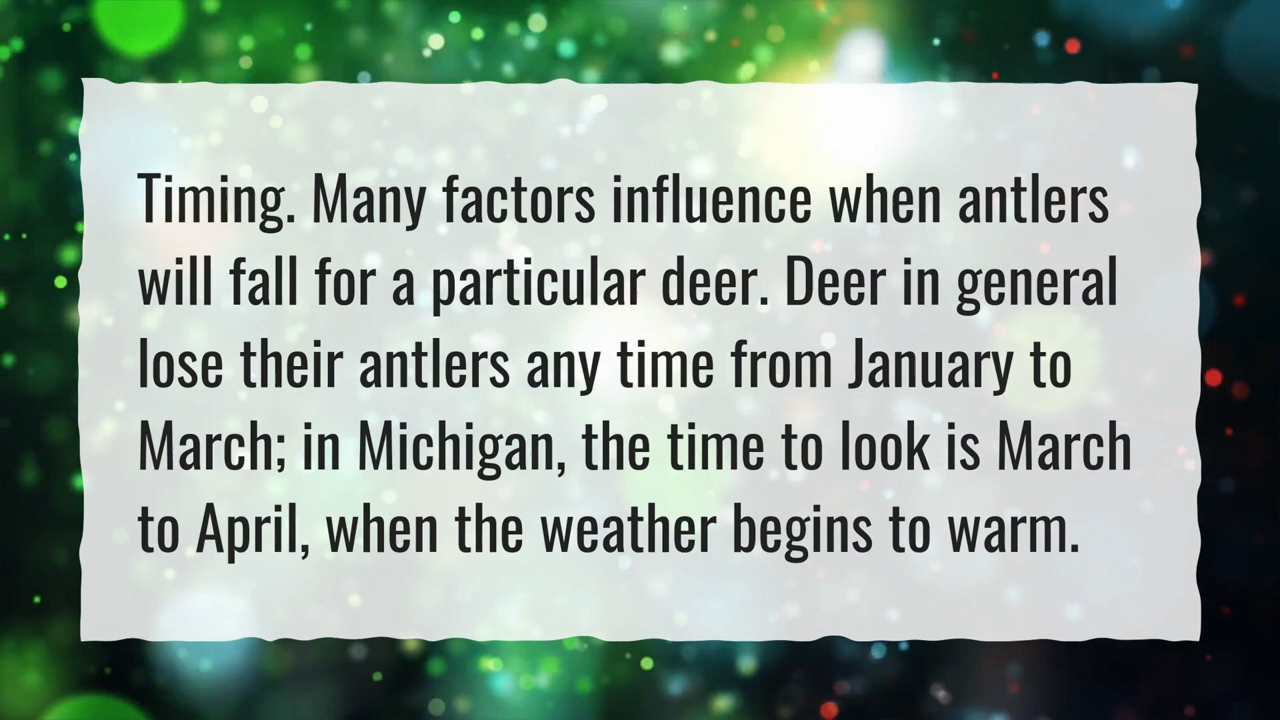 Timing. Many factors influence when antlers
will fall for a particular deer. Deer in general
lose their antlers any time from January to
March; in Michigan, the time to look is March
to April, when the weather begins to warm.